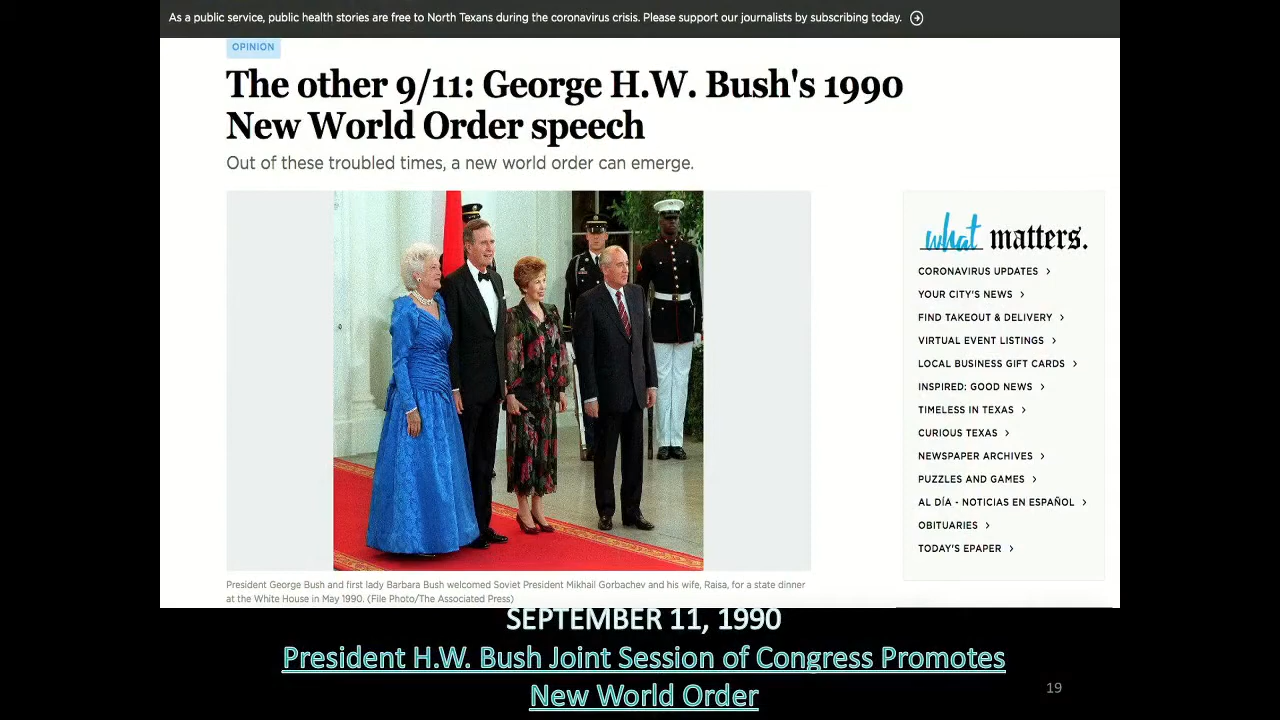 As a public service, public health stories are free to North Texans during the coronavirus crisis. Please support our journalists by subscribing today.
OPINION
The other 9/11: George H.W. Bush's 1990
New World Order speech
Out of these troubled times, a new world order can emerge.
what matters.
CORONAVIRUS UPDATES >
YOUR CITY'S NEWS >
FIND TAKEOUT & DELIVERY >
VIRTUAL EVENT LISTINGS >
LOCAL BUSINESS GIFT CARDS >
INSPIRED: GOOD NEWS >
TIMELESS IN TEXAS >
CURIOUS TEXAS >
NEWSPAPER ARCHIVES >
PUZZLES AND GAMES >
AL DÍA - NOTICIAS EN ESPAÑOL >
OBITUARIES >
TODAY'S EPAPER >
President George Bush and first lady Barbara Bush welcomed Soviet President Mikhail Gorbachev and his wife, Raisa, for a state dinner
at the White House in May 1990. (File Photo/The Associated Press)
SEPTEMBER 11, 1990
President H.W. Bush Joint Session of Congress Promotes
New World Order
19